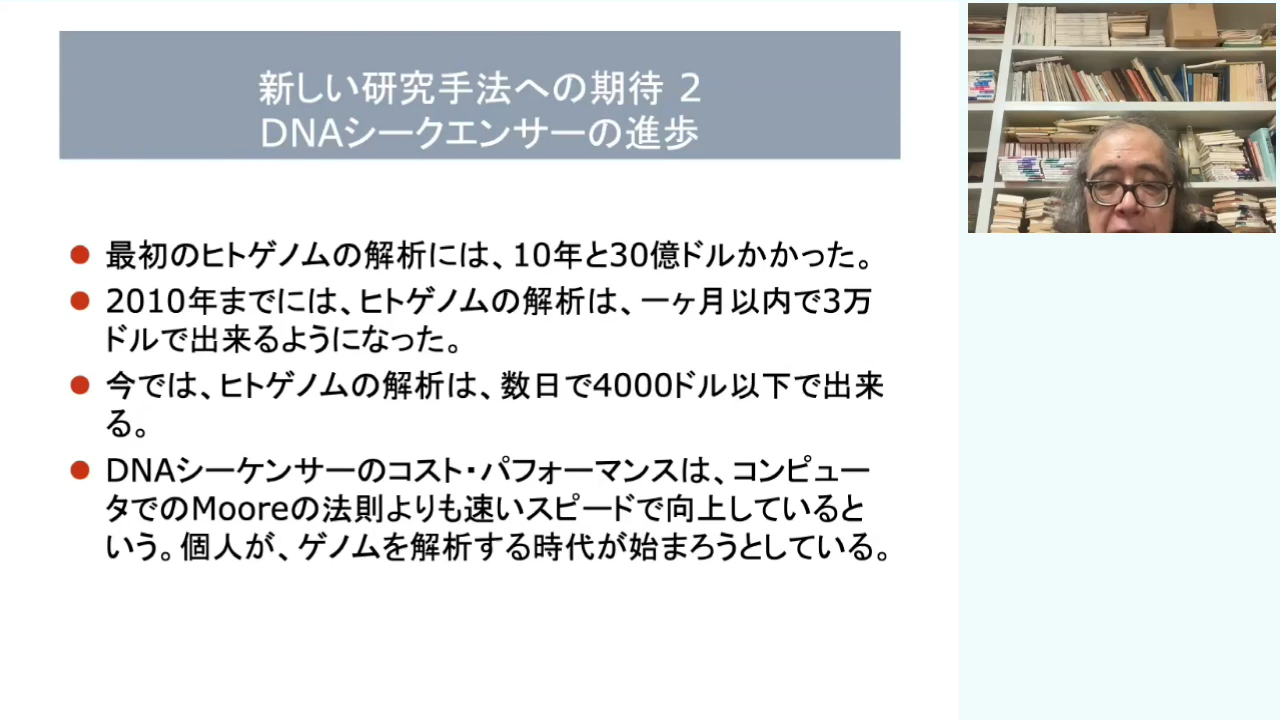 新しい研究手法への期待 2
DNAシークエンサーの進歩
● 最初のヒトゲノムの解析には、10年と30億ドルかかった。
● 2010年までには、ヒトゲノムの解析は、一ヶ月以内で3万
ドルで出来るようになった。
● 今では、ヒトゲノムの解析は、数日で4000ドル以下で出来
る。
● DNAシーケンサーのコスト・パフォーマンスは、コンピュー
タでのMooreの法則よりも速いスピードで向上していると
いう。個人が、ゲノムを解析する時代が始まろうとしている。